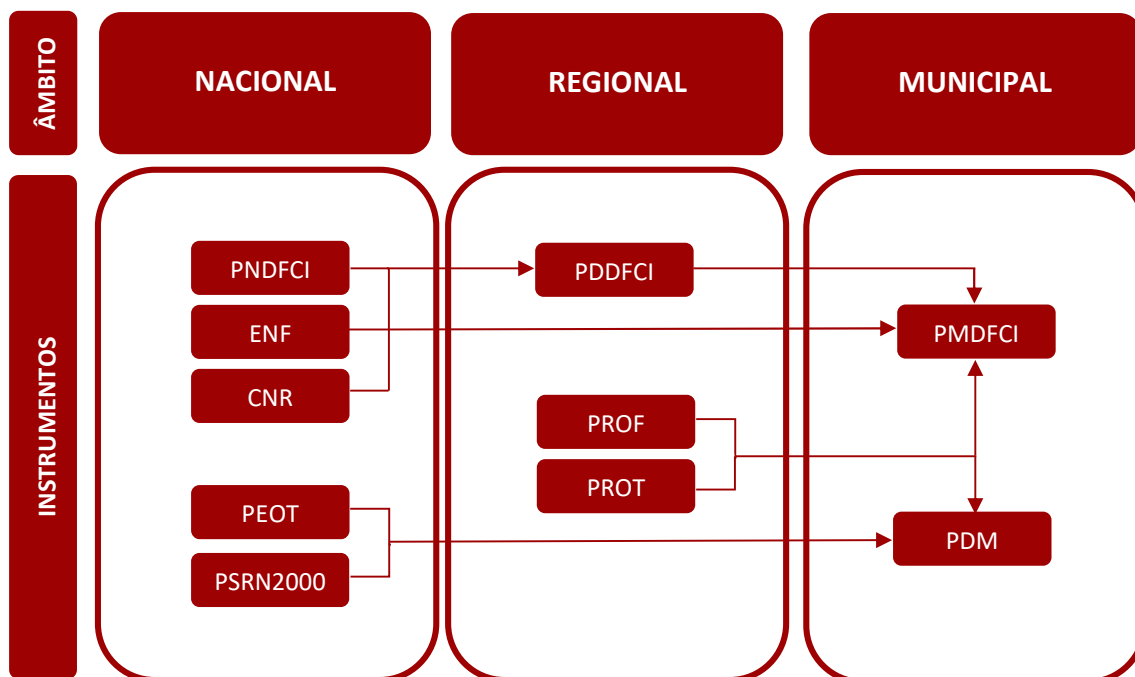 ÂMBITO
NACIONAL
REGIONAL
MUNICIPAL
INSTRUMENTOS
PNDFCI
ENF
CNR
PEOT
PSRN2000
PDDFCI
PROF
PROT
PMDFCI
PDM